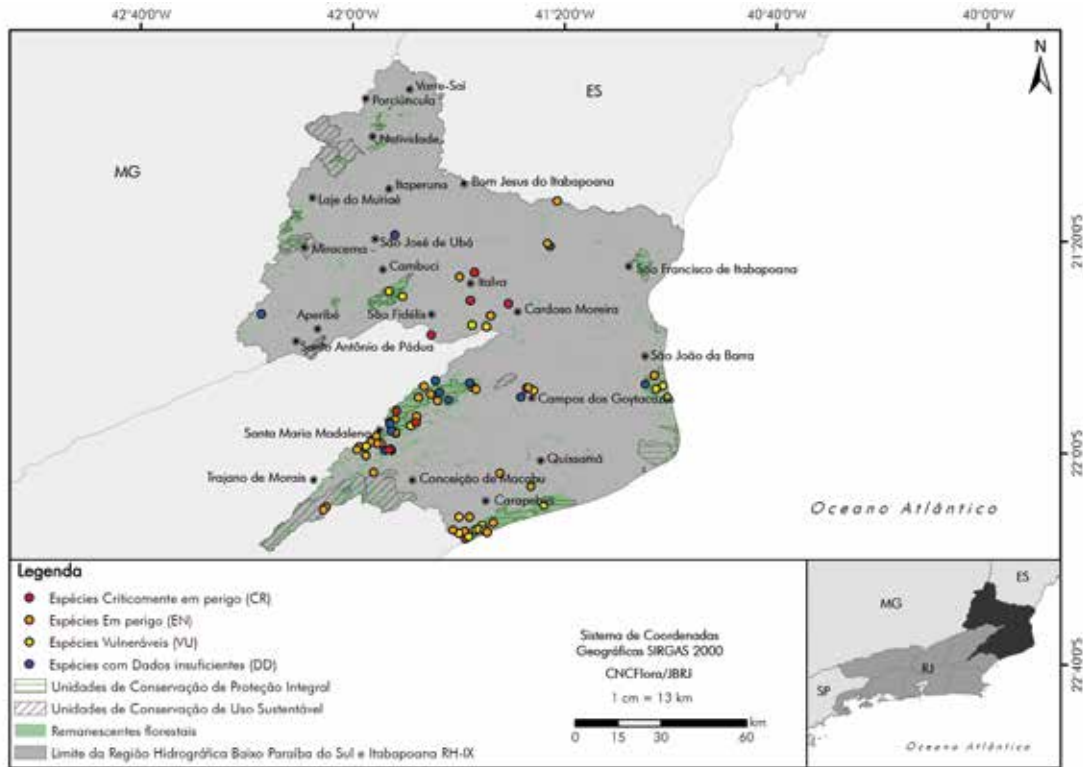 42°40'0"W 42°0'0"W 41°20'0"W 40°40'0"W 40°0'0"W
N
Varre-Sai
ES
Porciúncula
Natividade
MG
Bom Jesus do Itabapoana
Itaperuna
Laje do Muriaé
São José de Ubá
21°20'0"S
Miracema
Cambuci
São Francisco de Itabapoana
Italva
Cardoso Moreira
Aperibé
São Fidélis
Santo Antônio de Pádua
São João da Barra
Campos dos Goytacazes
Santa Maria Madalena
22°0'0"S
Quissamã
Trajano de Morais
Conceição de Macabu
Carapebus
Oceano Atlântico
Legenda
Espécies Criticamente em perigo (CR)
Espécies Em perigo (EN)
Espécies Vulneráveis (VU)
Espécies com Dados insuficientes (DD)
Unidades de Conservação de Proteção Integral
Unidades de Conservação de Uso Sustentável
Remanescentes florestais
Limite da Região Hidrográfica Baixo Paraíba do Sul e Itabapoana RH-IX
Sistema de Coordenadas
Geográficas SIRGAS 2000
CNCFlora/JBRJ
1 cm = 13 km
km
0 15 30 45 60
ES
MG
RJ
SP
22°40'0"S
Oceano Atlântico